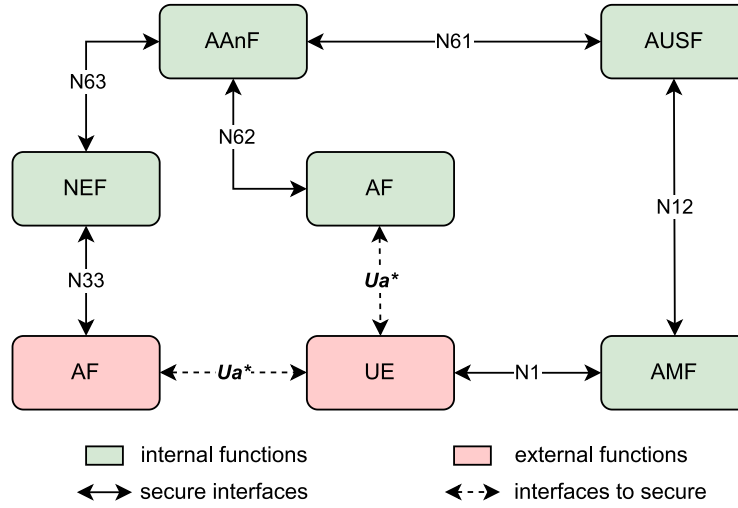 AAnF
N61
AUSF
N63
N62
NEF
AF
N12
N33
Ua*
AF
Ua*
UE
N1
AMF
internal functions
external functions
secure interfaces
interfaces to secure